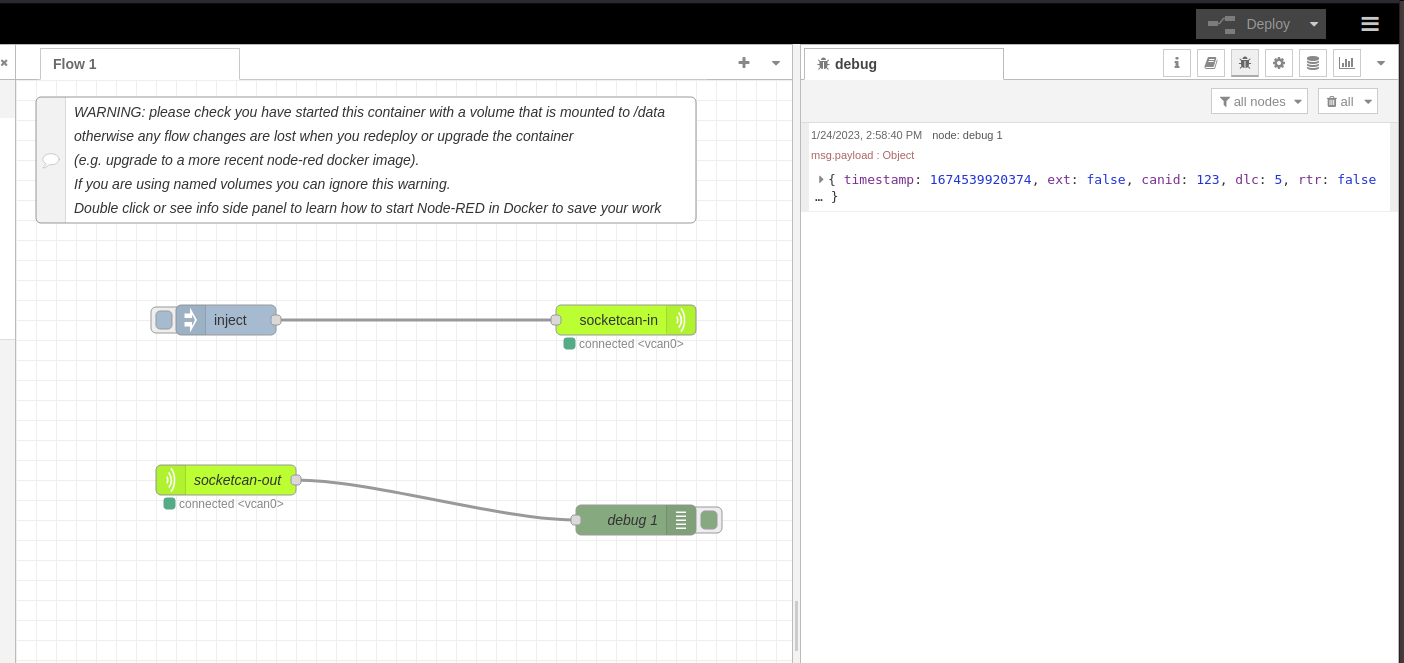 Deploy
Flow 1
debug
all nodes
all
WARNING: please check you have started this container with a volume that is mounted to /data
otherwise any flow changes are lost when you redeploy or upgrade the container
(e.g. upgrade to a more recent node-red docker image).
If you are using named volumes you can ignore this warning.
Double click or see info side panel to learn how to start Node-RED in Docker to save your work
inject
socketcan-in
connected <vcan0>
socketcan-out
connected <vcan0>
debug 1
1/24/2023, 2:58:40 PM node: debug 1
msg.payload : Object
{ timestamp: 1674539920374, ext: false, canid: 123, dlc: 5, rtr: false
… }